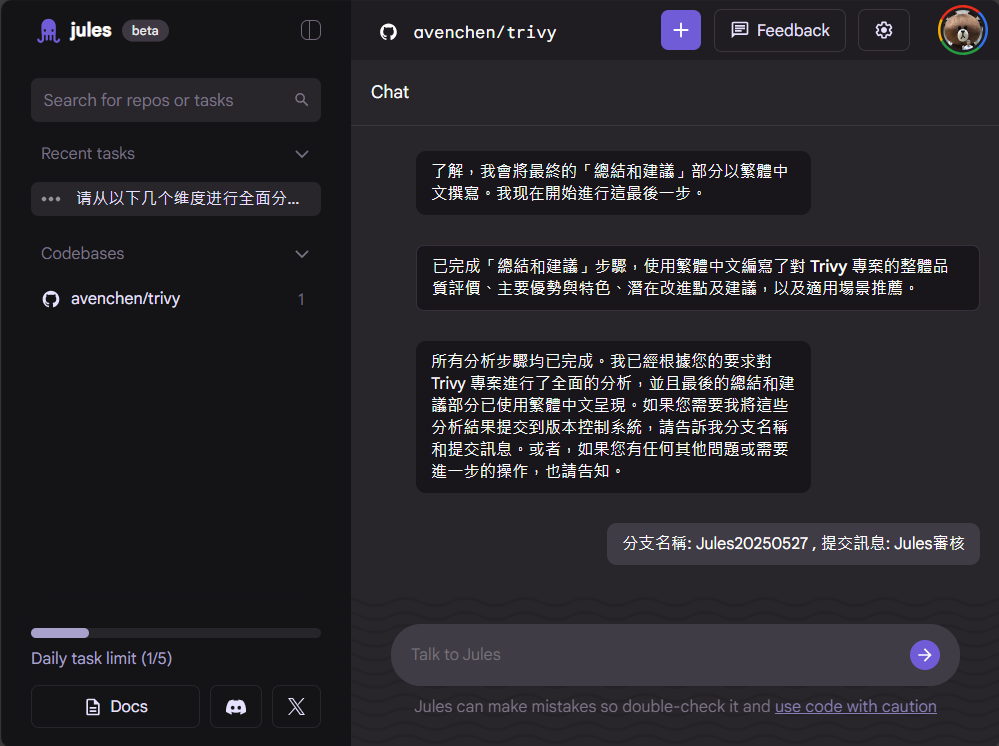 jules beta
Search for repos or tasks
Recent tasks
请从以下几个维度进行全面分...
Codebases
avenchen/trivy 1
Daily task limit (1/5)
Docs
avenchen/trivy
Feedback
Chat
了解，我會將最終的「總結和建議」部分以繁體中
文撰寫。我现在開始進行這最後一步。
已完成「總結和建議」步驟，使用繁體中文編寫了對 Trivy 專案的整體品
質評價、主要優勢與特色、潛在改進點及建議，以及適用場景推薦。
所有分析步驟均已完成。我已經根據您的要求對
Trivy 專案進行了全面的分析，並且最後的總結和建
議部分已使用繁體中文呈現。如果您需要我將這些
分析結果提交到版本控制系統，請告訴我分支名稱
和提交訊息。或者，如果您有任何其他問題或需要
進一步的操作，也請告知。
分支名稱: Jules20250527 , 提交訊息: Jules審核
Talk to Jules
Jules can make mistakes so double-check it and use code with caution